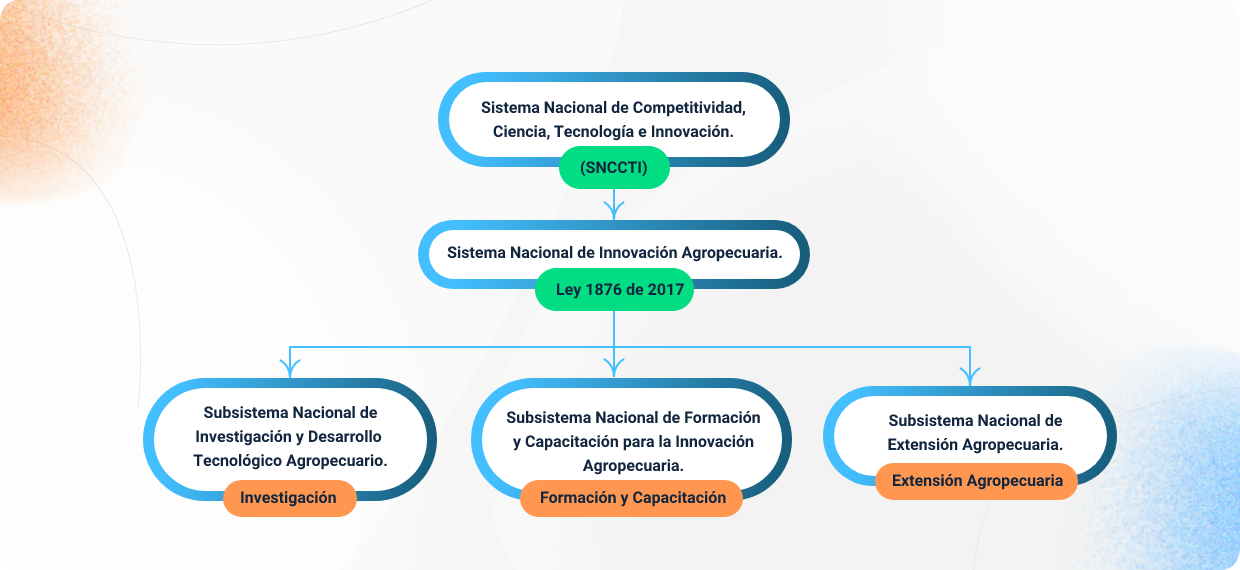 Sistema Nacional de Competitividad,
Ciencia, Tecnología e Innovación.
(SNCCTI)
Sistema Nacional de Innovación Agropecuaria.
Ley 1876 de 2017
Subsistema Nacional de
Investigación y Desarrollo
Tecnológico Agropecuario.
Investigación
Subsistema Nacional de Formación
y Capacitación para la Innovación
Agropecuaria.
Formación y Capacitación
Subsistema Nacional de
Extensión Agropecuaria.
Extensión Agropecuaria